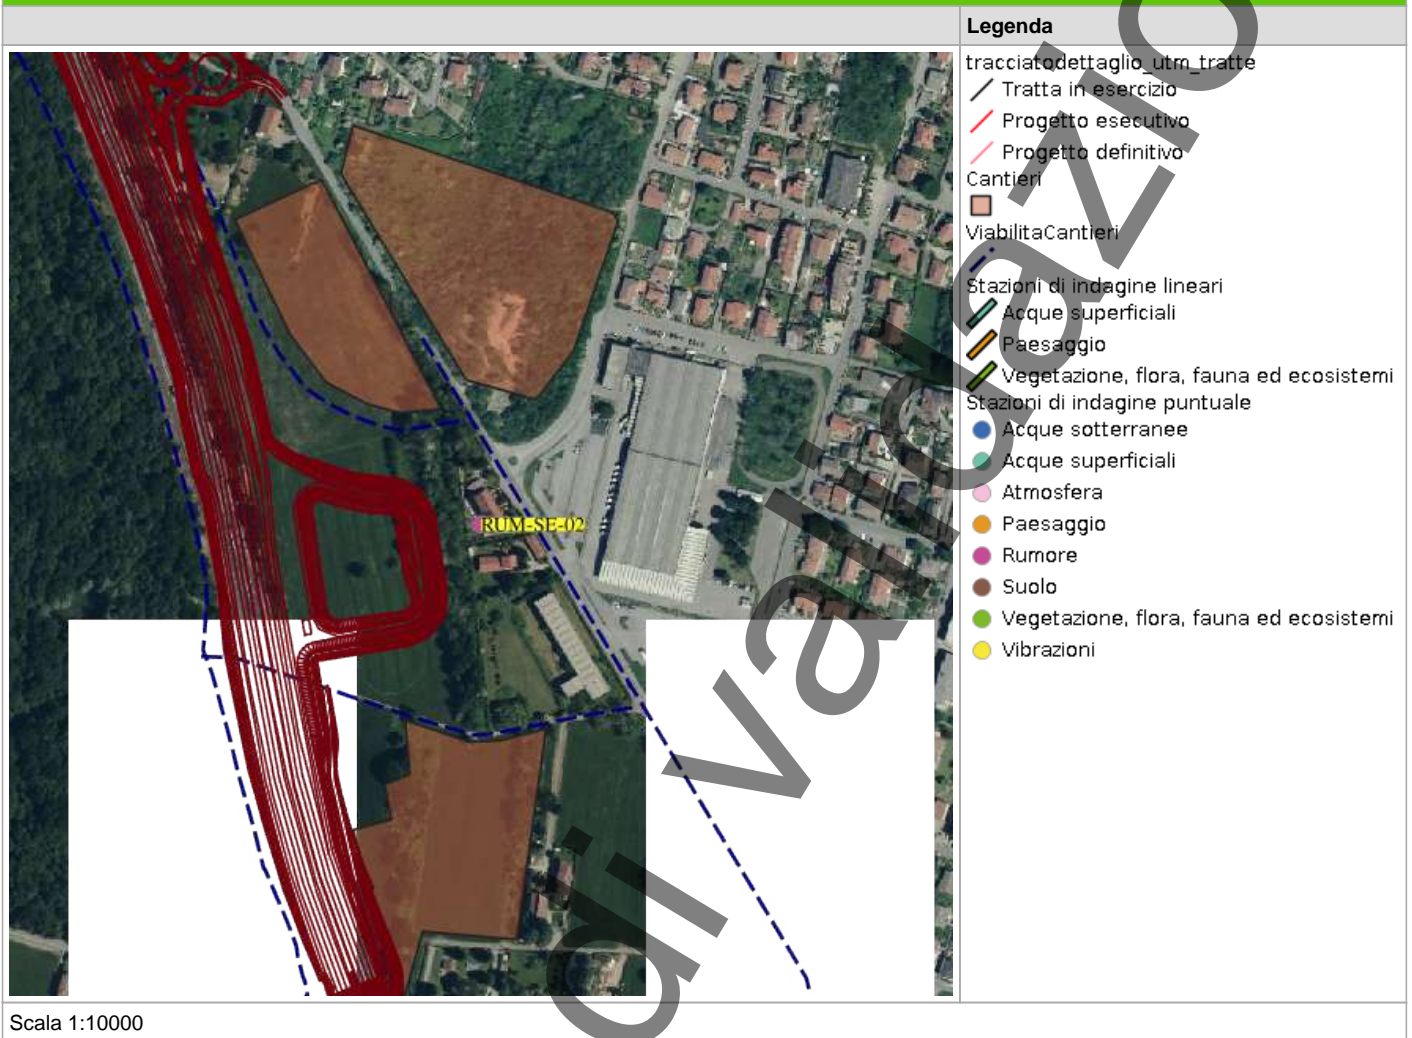 Legenda
tracciatodettaglio_utm_tratte
Tratta in esercizio
Progetto esecutivo
Progetto definitivo
Cantieri
ViabilitaCantieri
Stazioni di indagine lineari
Acque superficiali
Paesaggio
Vegetazione, flora, fauna ed ecosistemi
Stazioni di indagine puntuale
Acque sotterranee
Acque superficiali
Atmosfera
Paesaggio
Rumore
Suolo
Vegetazione, flora, fauna ed ecosistemi
Vibrazioni
RUM-SE-02
Scala 1:10000
di validazio